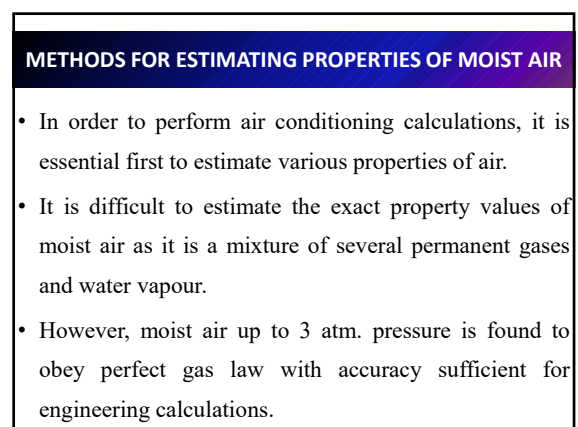 METHODS FOR ESTIMATING PROPERTIES OF MOIST AIR
• In order to perform air conditioning calculations, it is
essential first to estimate various properties of air.
• It is difficult to estimate the exact property values of
moist air as it is a mixture of several permanent gases
and water vapour.
• However, moist air up to 3 atm. pressure is found to
obey perfect gas law with accuracy sufficient for
engineering calculations.